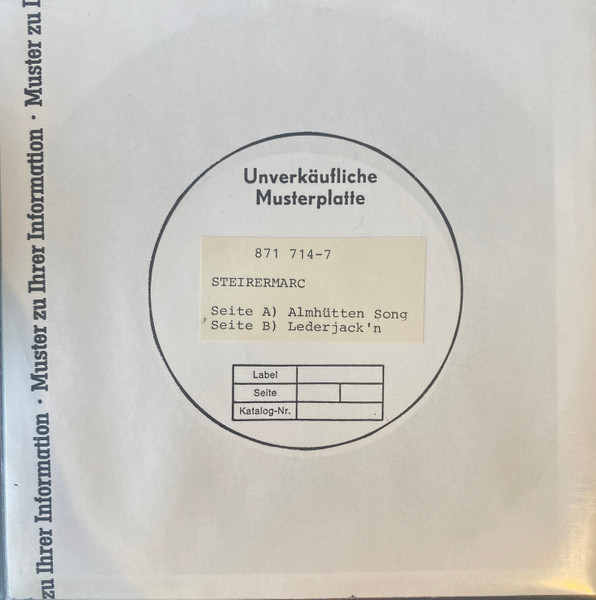 zu Ihrer Information · Muster zu Ihrer Information · Muster zu I
Unverkäufliche
Musterplatte
871 714-7
STEIRERMARC
Seite A) Almhütten Song
Seite B) Lederjack'n
Label
Seite
Katalog-Nr.